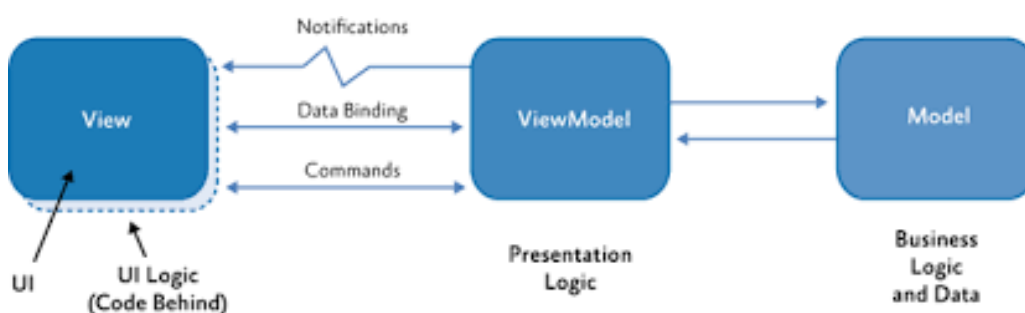 Notifications
View
Data Binding
ViewModel
Model
Commands
UI
UI Logic
(Code Behind)
Presentation
Logic
Business
Logic
and Data